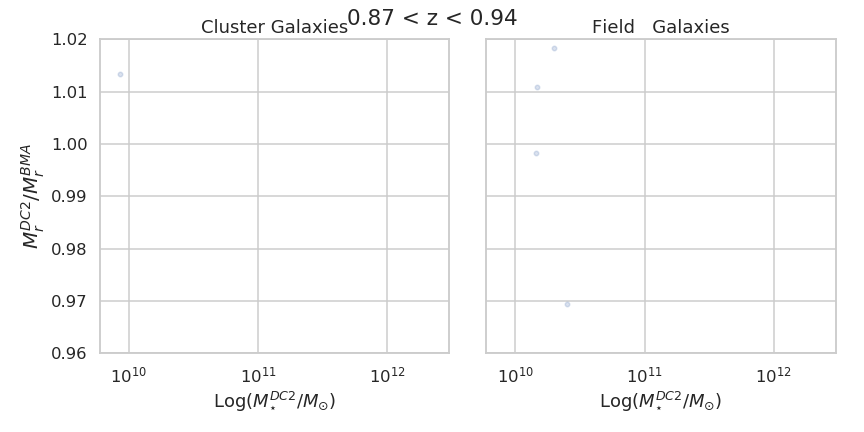 0.87 < z < 0.94
Cluster Galaxies
Field   Galaxies
1.02
1.01
1.00
0.99
0.98
0.97
0.96
M_r^{DC2}/M_r^{BMA}
10^{10}
10^{11}
10^{12}
10^{10}
10^{11}
10^{12}
Log(M_⋆^{DC2}/M_⊙)
Log(M_⋆^{DC2}/M_⊙)